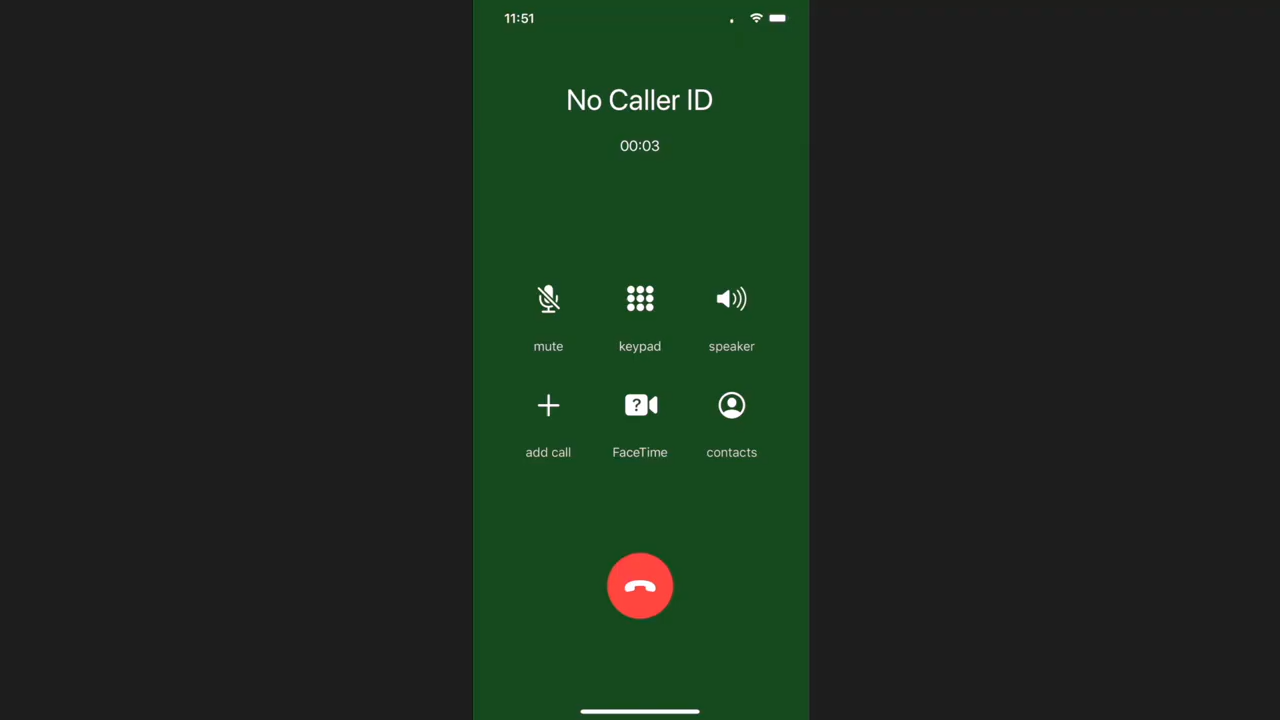 11:51
No Caller ID
00:03
mute keypad speaker
?
add call FaceTime contacts